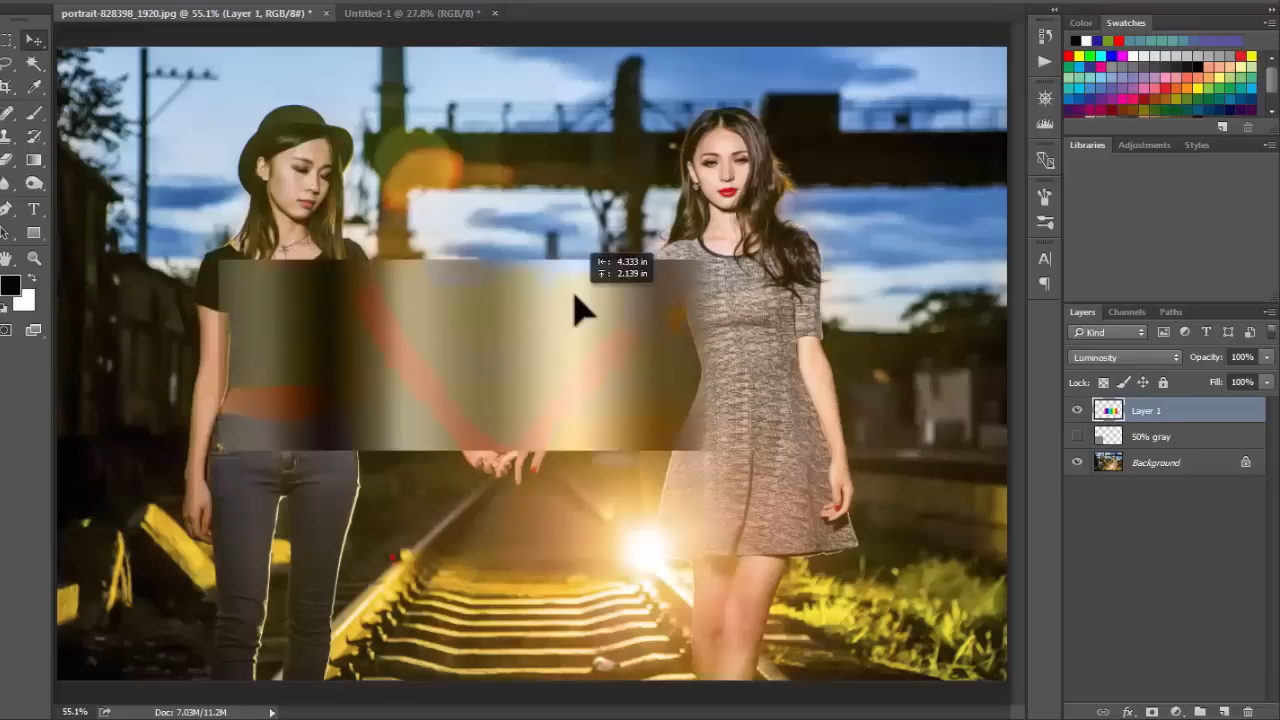 portrait-828398_1920.jpg @ 55.1% (Layer 1, RGB/8#) * ×
Untitled-1 @ 27.8% (RGB/8) * ×
Color Swatches
Libraries Adjustments Styles
4.333 in
2.139 in
Layers Channels Paths
Kind
Luminosity Opacity: 100%
Lock: Fill: 100%
Layer 1
50% gray
Background
55.1% Doc: 7.03M/11.2M